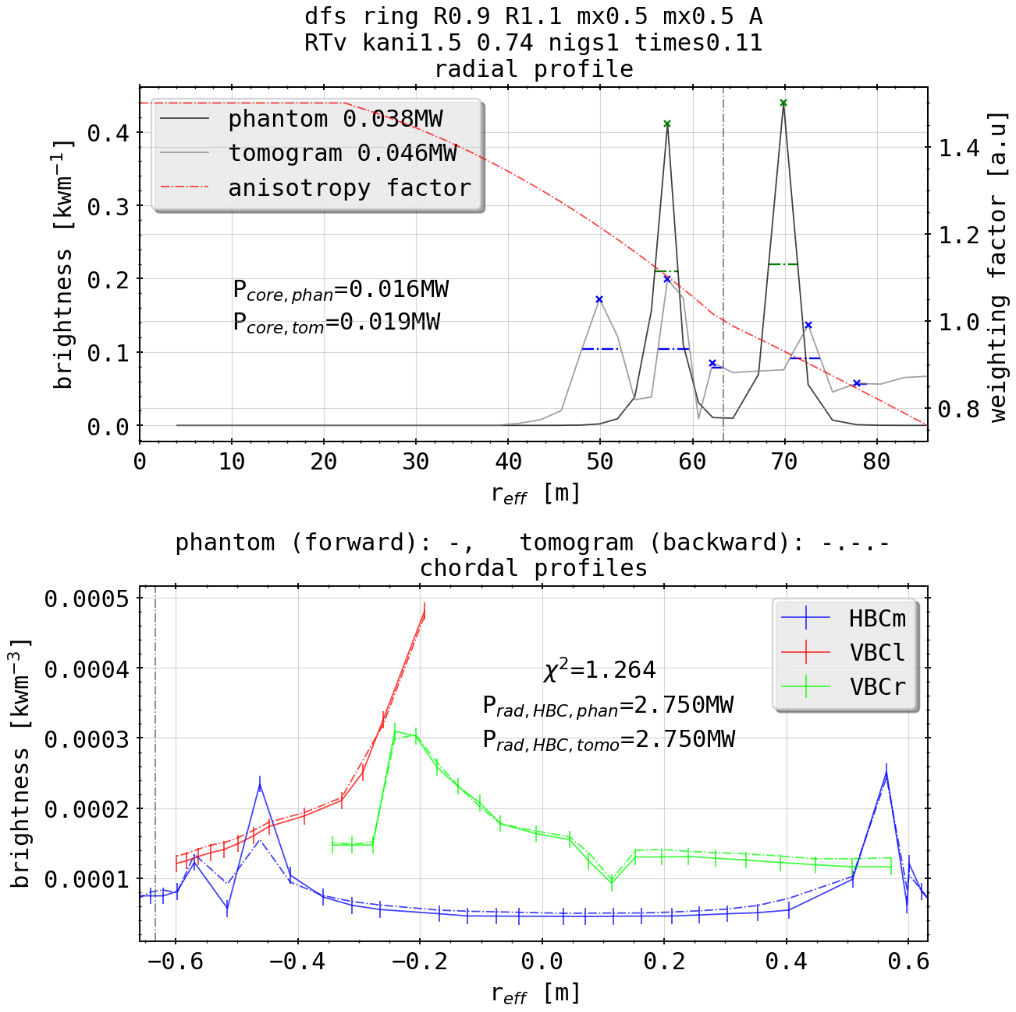 dfs ring R0.9 R1.1 mx0.5 mx0.5 A
RTv kani1.5 0.74 nigs1 times0.11
radial profile
phantom 0.038MW
tomogram 0.046MW
anisotropy factor
P_{core,phan}=0.016MW
P_{core,tom}=0.019MW
brightness [kwm^{-1}]
0.4
0.3
0.2
0.1
0.0
weighting factor [a.u]
1.4
1.2
1.0
0.8
0 10 20 30 40 50 60 70 80
r_{eff} [m]
phantom (forward): -,   tomogram (backward): -.-.-
chordal profiles
HBCm
VBCl
VBCr
χ^2=1.264
P_{rad,HBC,phan}=2.750MW
P_{rad,HBC,tomo}=2.750MW
brightness [kwm^{-3}]
0.0005
0.0004
0.0003
0.0002
0.0001
−0.6 −0.4 −0.2 0.0 0.2 0.4 0.6
r_{eff} [m]